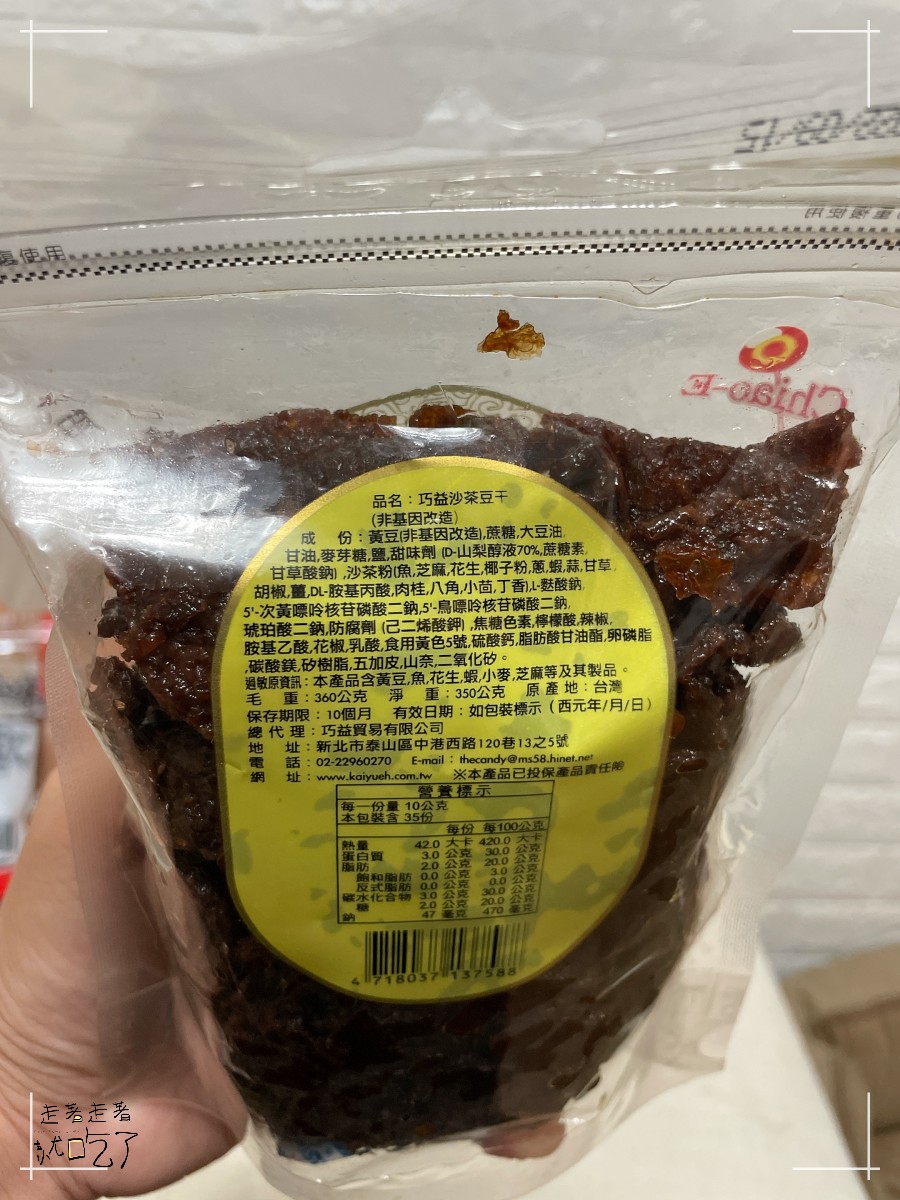 複使用
Chiao-E
品名：巧益沙茶豆干
(非基因改造)
成　份：黃豆(非基因改造),蔗糖,大豆油,
甘油,麥芽糖,鹽,甜味劑 (D-山梨醇液70%,蔗糖素,
甘草酸鈉) ,沙茶粉(魚,芝麻,花生,椰子粉,蔥,蝦,蒜,甘草,
胡椒,薑,DL-胺基丙酸,肉桂,八角,小茴,丁香),L-麩酸鈉,
5'-次黃嘌呤核苷磷酸二鈉,5'-鳥嘌呤核苷磷酸二鈉,
琥珀酸二鈉,防腐劑 (己二烯酸鉀) ,焦糖色素,檸檬酸,辣椒,
胺基乙酸,花椒,乳酸,食用黃色5號,硫酸鈣,脂肪酸甘油酯,卵磷脂
,碳酸鎂,矽樹脂,五加皮,山奈,二氧化矽。
過敏原資訊：本產品含黃豆,魚,花生,蝦,小麥,芝麻等及其製品。
毛　重：360公克　淨　重：350公克　原產地：台灣
保存期限：10個月　有效日期：如包裝標示（西元年/月/日）
總代理：巧益貿易有限公司
地　址：新北市泰山區中港西路120巷13之5號
電　話：02-22960270　E-mail：thecandy@ms58.hinet.net
網　址：www.kaiyueh.com.tw　※本產品已投保產品責任險
營養標示
每一份量 10公克
本包裝含 35份
每份　每100公克
熱量　42.0 大卡 420.0 大卡
蛋白質　3.0 公克 30.0 公克
脂肪　2.0 公克 20.0 公克
飽和脂肪　0.0 公克 3.0 公克
反式脂肪　0.0 公克 0.0 公克
碳水化合物　3.0 公克 30.0 公克
糖　2.0 公克 20.0 公克
鈉　47 毫克 470 毫克
4 718037 137588
走著走著
就吃了